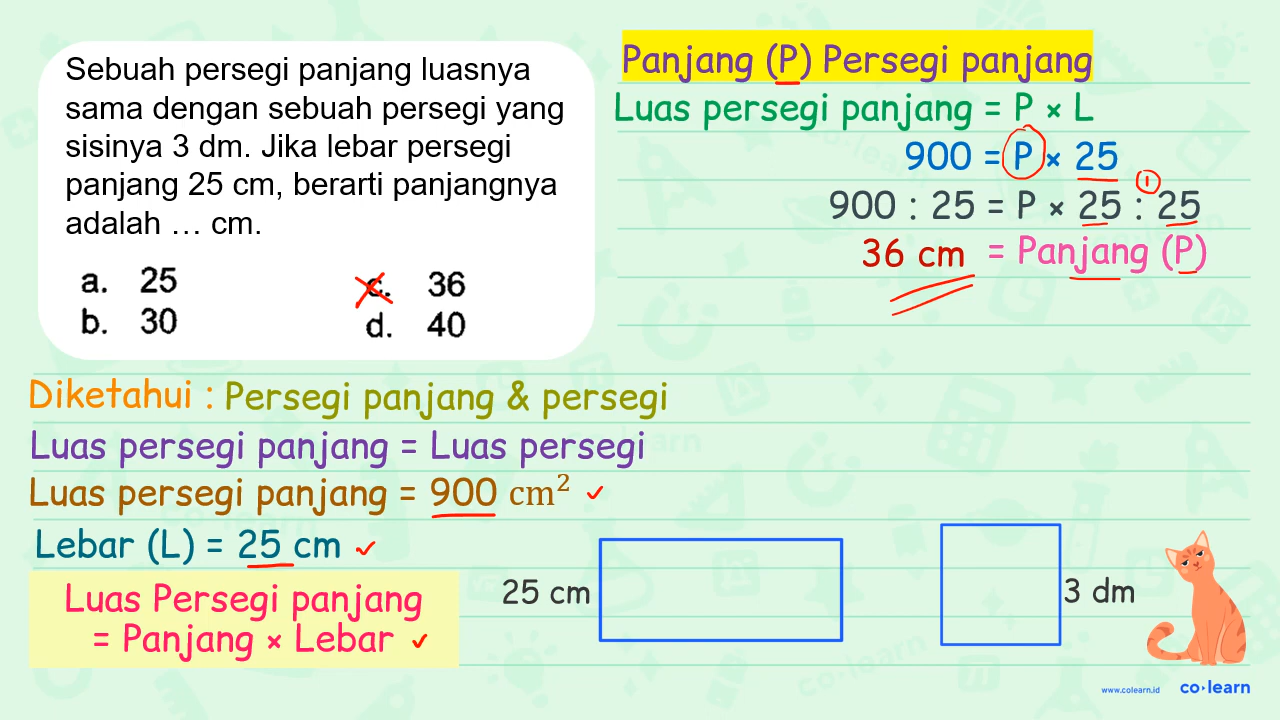 Sebuah persegi panjang luasnya
sama dengan sebuah persegi yang
sisinya 3 dm. Jika lebar persegi
panjang 25 cm, berarti panjangnya
adalah … cm.
a. 25
b. 30
c. 36
d. 40
Panjang (P) Persegi panjang
Luas persegi panjang = P × L
900 = P × 25
1
900 : 25 = P × 25 : 25
36 cm = Panjang (P)
Diketahui : Persegi panjang & persegi
Luas persegi panjang = Luas persegi
Luas persegi panjang = 900 cm²
Lebar (L) = 25 cm
Luas Persegi panjang
= Panjang × Lebar
25 cm
3 dm
www.colearn.id
co·learn